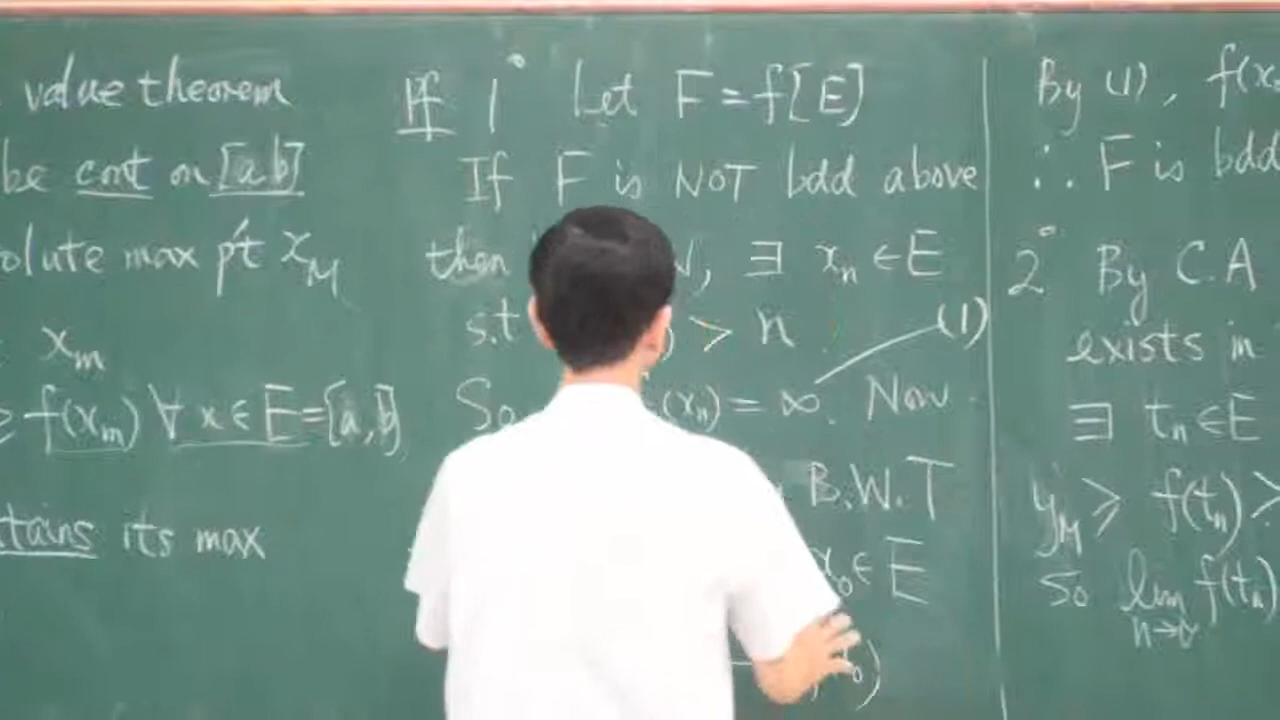 value theorem
be cont on [a,b]
olute max pt x_M
x_m
≥ f(x_m) ∀ x ∈ E = [a,b]
tains its max
Pf 1° Let F = f[E]
If F is NOT bdd above
then , ∃ x_n ∈ E
s.t ) > n
So (x_n) = ∞. Now (1)
B.W.T
x_0 ∈ E
By (1), f(x
∴ F is bdd
2° By C.A
exists in
∃ t_n ∈ E
y_M ≥ f(t_n) >
So lim f(t_n)
n→